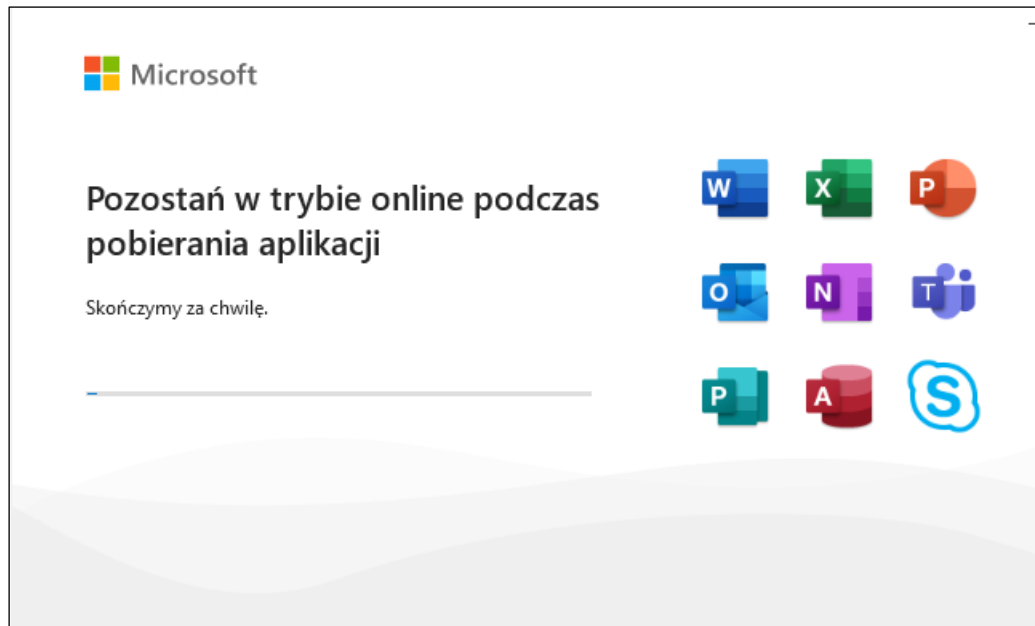 Microsoft
Pozostań w trybie online podczas
pobierania aplikacji
Skończymy za chwilę.
W X P
O N T
P A S